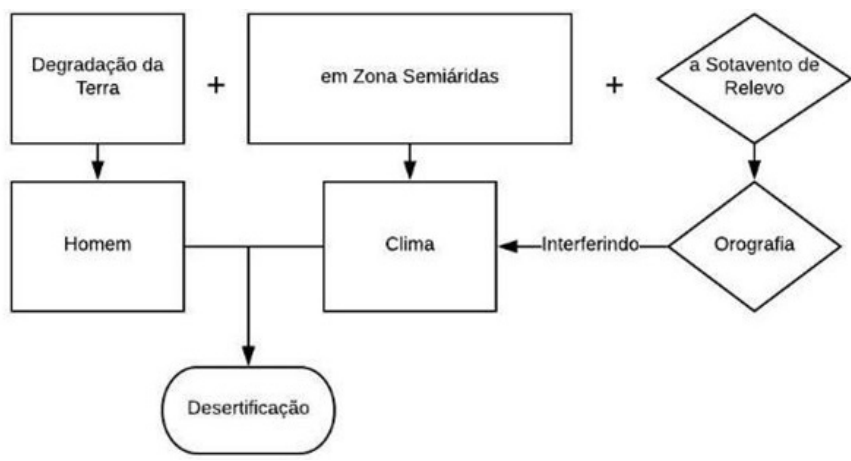 Degradação da
Terra
+
em Zona Semiáridas
+
a Sotavento de
Relevo
Homem
Clima
Interferindo
Orografia
Desertificação